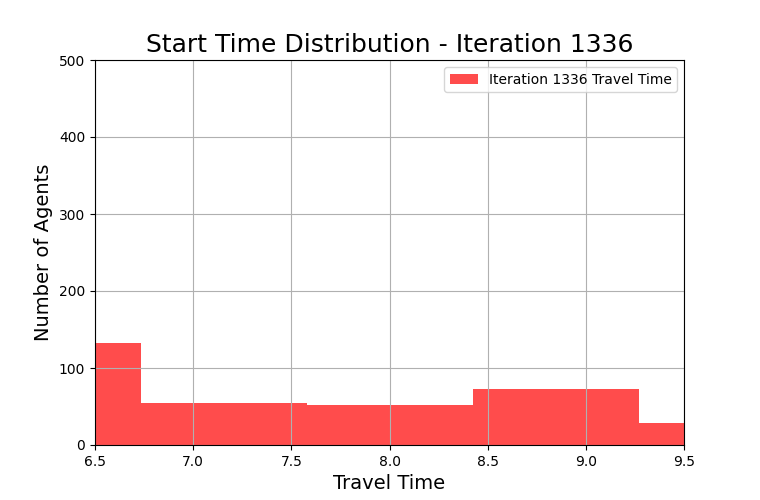 Start Time Distribution - Iteration 1336
500
400
300
200
100
0
Number of Agents
Iteration 1336 Travel Time
6.5 7.0 7.5 8.0 8.5 9.0 9.5
Travel Time